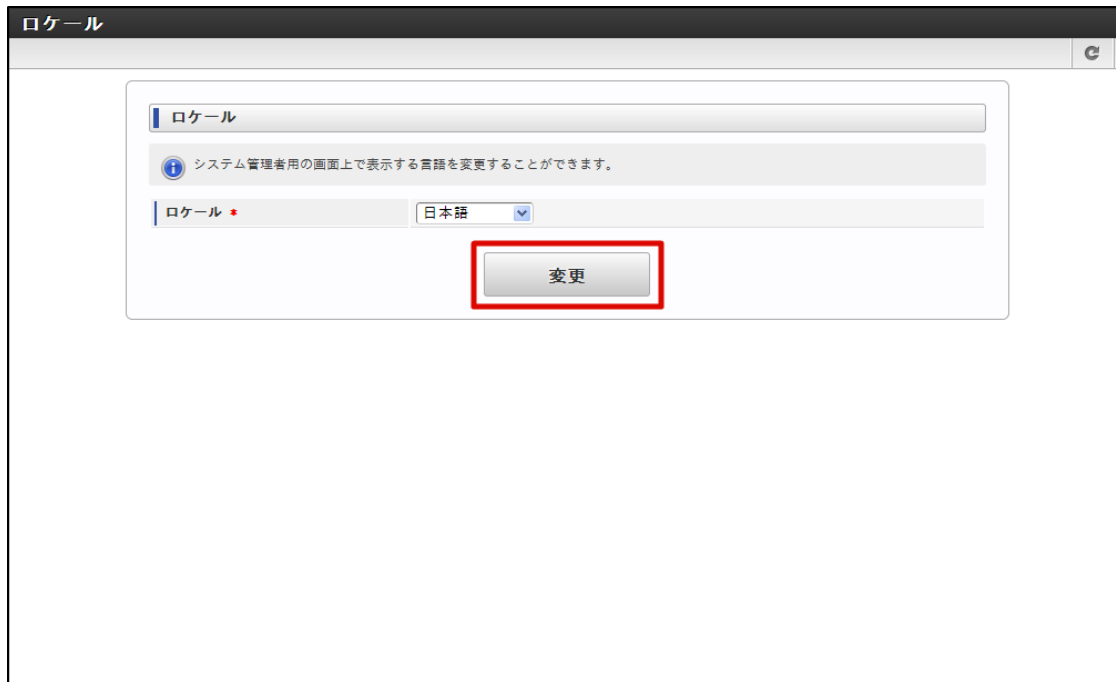 ロケール
ロケール
システム管理者用の画面上で表示する言語を変更することができます。
ロケール * 日本語
変更